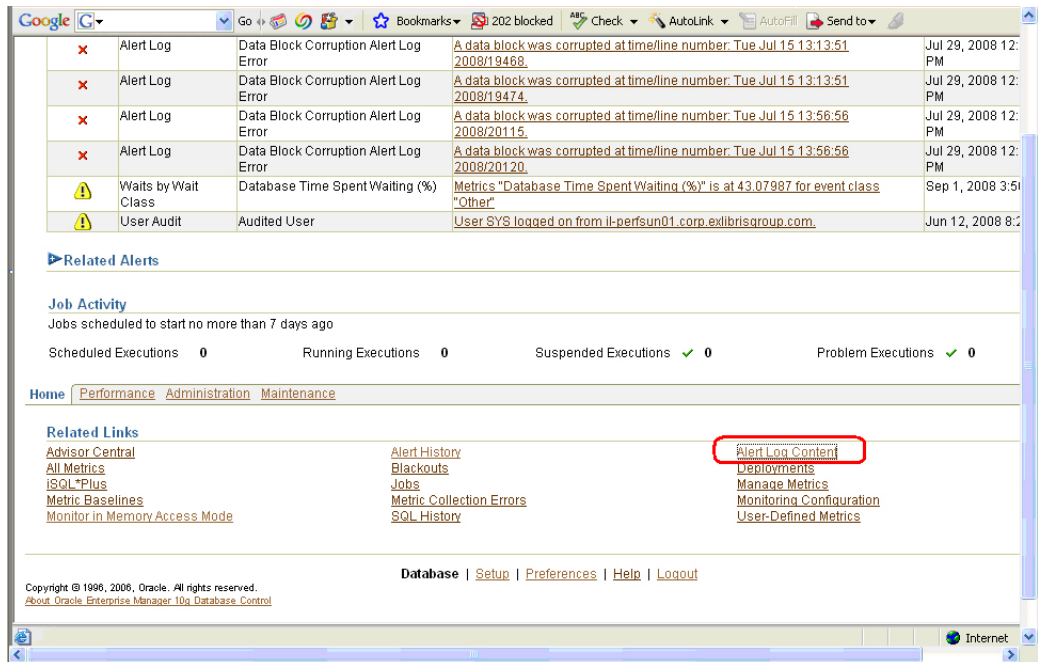 Google G Go Bookmarks 202 blocked Check AutoLink AutoFill Send to
Alert Log Data Block Corruption Alert Log Error A data block was corrupted at time/line number: Tue Jul 15 13:13:51 2008/19468. Jul 29, 2008 12: PM
Alert Log Data Block Corruption Alert Log Error A data block was corrupted at time/line number: Tue Jul 15 13:13:51 2008/19474. Jul 29, 2008 12: PM
Alert Log Data Block Corruption Alert Log Error A data block was corrupted at time/line number: Tue Jul 15 13:56:56 2008/20115. Jul 29, 2008 12: PM
Alert Log Data Block Corruption Alert Log Error A data block was corrupted at time/line number: Tue Jul 15 13:56:56 2008/20120. Jul 29, 2008 12: PM
Waits by Wait Class Database Time Spent Waiting (%) Metrics "Database Time Spent Waiting (%)" is at 43.07987 for event class "Other" Sep 1, 2008 3:5
User Audit Audited User User SYS logged on from il-perfsun01.corp.exlibrisgroup.com. Jun 12, 2008 8:2
Related Alerts
Job Activity
Jobs scheduled to start no more than 7 days ago
Scheduled Executions 0 Running Executions 0 Suspended Executions 0 Problem Executions 0
Home Performance Administration Maintenance
Related Links
Advisor Central Alert History Alert Log Content
All Metrics Blackouts Deployments
iSQL*Plus Jobs Manage Metrics
Metric Baselines Metric Collection Errors Monitoring Configuration
Monitor in Memory Access Mode SQL History User-Defined Metrics
Database | Setup | Preferences | Help | Logout
Copyright © 1996, 2006, Oracle. All rights reserved.
About Oracle Enterprise Manager 10g Database Control
Internet